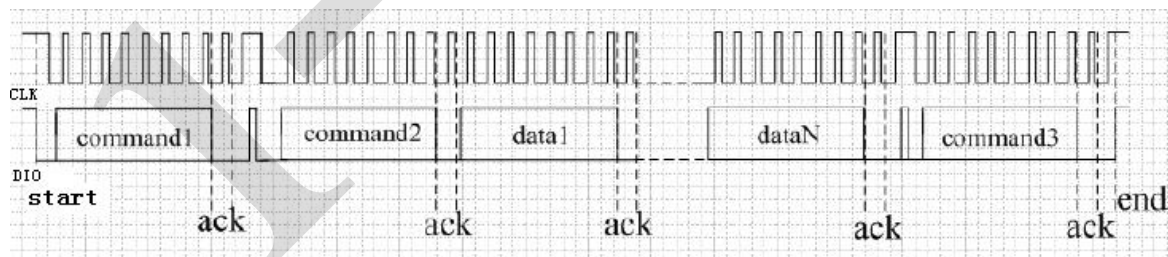 CLK
command1
command2
data1
dataN
command3
DIO
start
end
ack
ack
ack
ack
ack